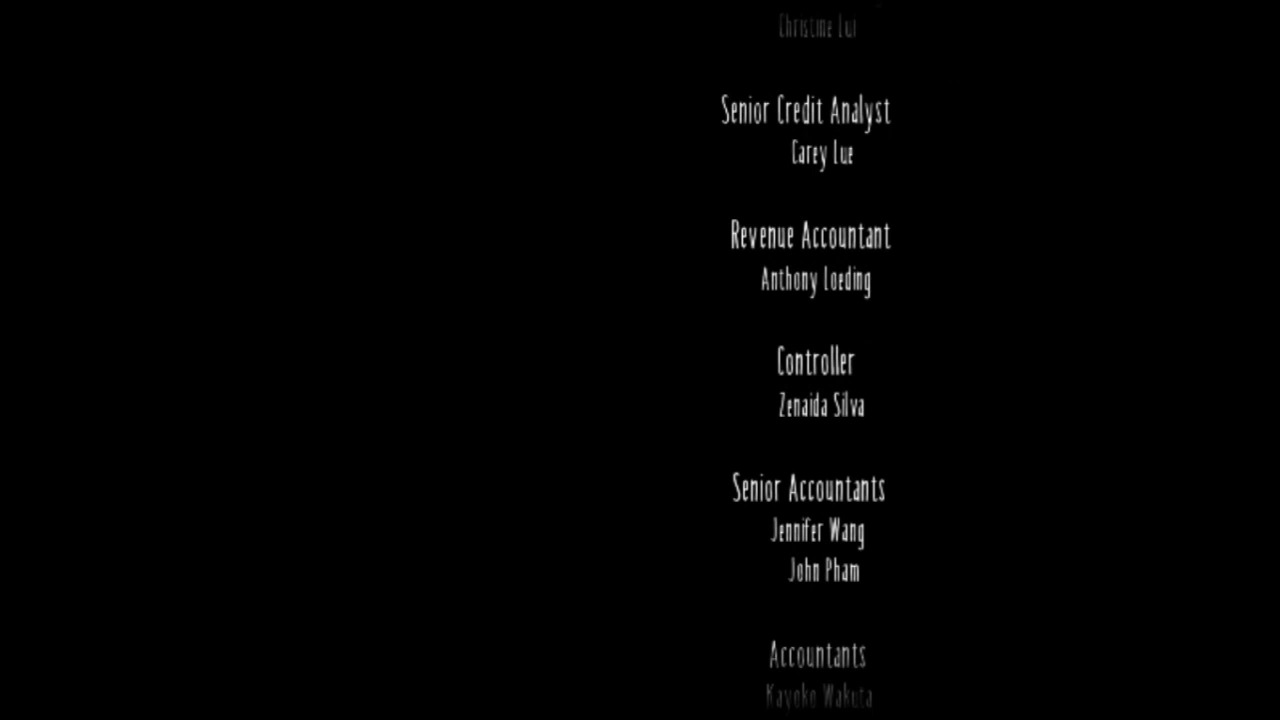 Christine Lui
Senior Credit Analyst
Carey Lue
Revenue Accountant
Anthony Loeding
Controller
Zenaida Silva
Senior Accountants
Jennifer Wang
John Pham
Accountants
Kayoko Wakuta